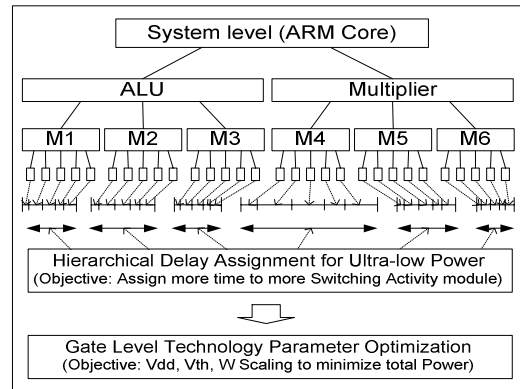 System level (ARM Core)
ALU Multiplier
M1 M2 M3 M4 M5 M6
Hierarchical Delay Assignment for Ultra-low Power
(Objective: Assign more time to more Switching Activity module)
Gate Level Technology Parameter Optimization
(Objective: Vdd, Vth, W Scaling to minimize total Power)